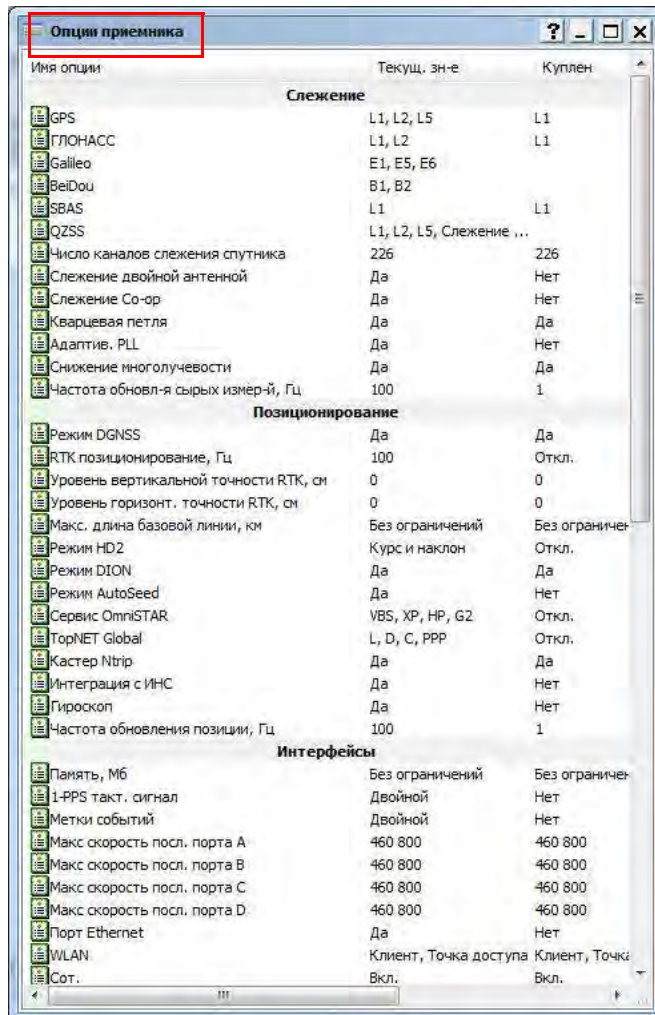 Опции приемника
Имя опции Текущ. зн-е Куплен
Слежение
GPS L1, L2, L5 L1
ГЛОНАСС L1, L2 L1
Galileo E1, E5, E6
BeiDou B1, B2
SBAS L1 L1
QZSS L1, L2, L5, Слежение ...
Число каналов слежения спутника 226 226
Слежение двойной антенной Да Нет
Слежение Co-op Да Нет
Кварцевая петля Да Да
Адаптив. PLL Да Нет
Снижение многолучевости Да Да
Частота обновл-я сырых измер-й, Гц 100 1
Позиционирование
Режим DGNSS Да Да
RTK позиционирование, Гц 100 Откл.
Уровень вертикальной точности RTK, см 0 0
Уровень горизонт. точности RTK, см 0 0
Макс. длина базовой линии, км Без ограничений Без ограничен
Режим HD2 Курс и наклон Откл.
Режим DION Да Да
Режим AutoSeed Да Нет
Сервис OmniSTAR VBS, XP, HP, G2 Откл.
TopNET Global L, D, C, PPP Откл.
Кастер Ntrip Да Да
Интеграция с ИНС Да Нет
Гироскоп Да Нет
Частота обновления позиции, Гц 100 1
Интерфейсы
Память, Мб Без ограничений Без ограничен
1-PPS такт. сигнал Двойной Нет
Метки событий Двойной Нет
Макс скорость посл. порта A 460 800 460 800
Макс скорость посл. порта B 460 800 460 800
Макс скорость посл. порта C 460 800 460 800
Макс скорость посл. порта D 460 800 460 800
Порт Ethernet Да Нет
WLAN Клиент, Точка доступа Клиент, Точка
Сот. Вкл. Вкл.